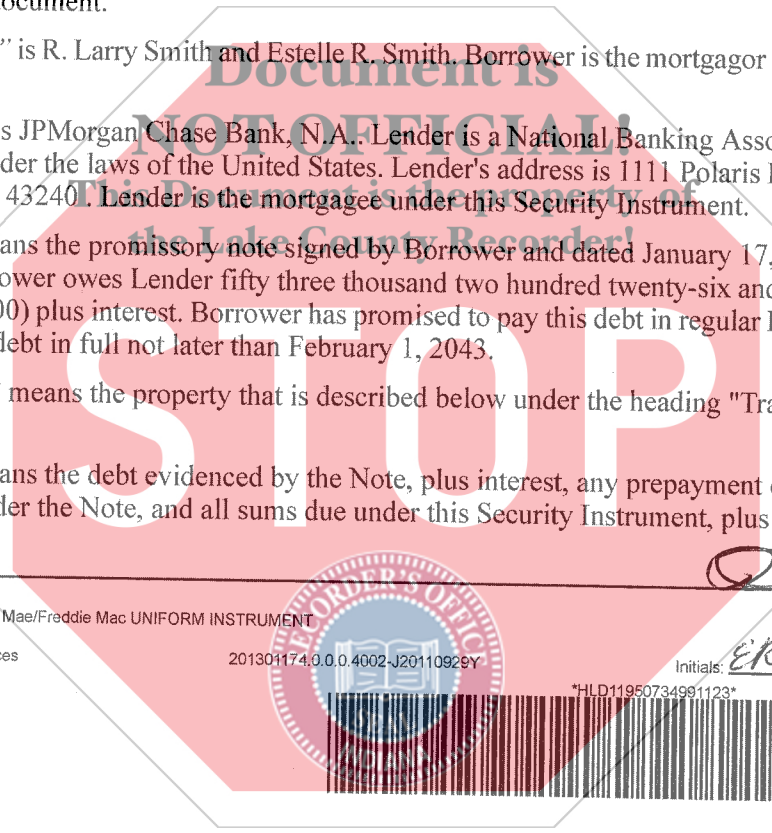 ocument.
" is R. Larry Smith and Estelle R. Smith. Borrower is the mortgagor
Document is
NOT OFFICIAL!
s JPMorgan Chase Bank, N.A.. Lender is a National Banking Asso
der the laws of the United States. Lender's address is 1111 Polaris
This Document is the property of
43240 . Lender is the mortgagee under this Security Instrument.
the Lake County Recorder!
ans the promissory note signed by Borrower and dated January 17,
ower owes Lender fifty three thousand two hundred twenty-six and
00) plus interest. Borrower has promised to pay this debt in regular
debt in full not later than February 1, 2043.
STOP
" means the property that is described below under the heading "Tra
ans the debt evidenced by the Note, plus interest, any prepayment
der the Note, and all sums due under this Security Instrument, plus
Mae/Freddie Mac UNIFORM INSTRUMENT
ces
201301174.0.0.0.4002-J20110929Y
Initials: ER
*HLD11950734991123*
RECORDER'S OFFICE
SEAL
INDIANA